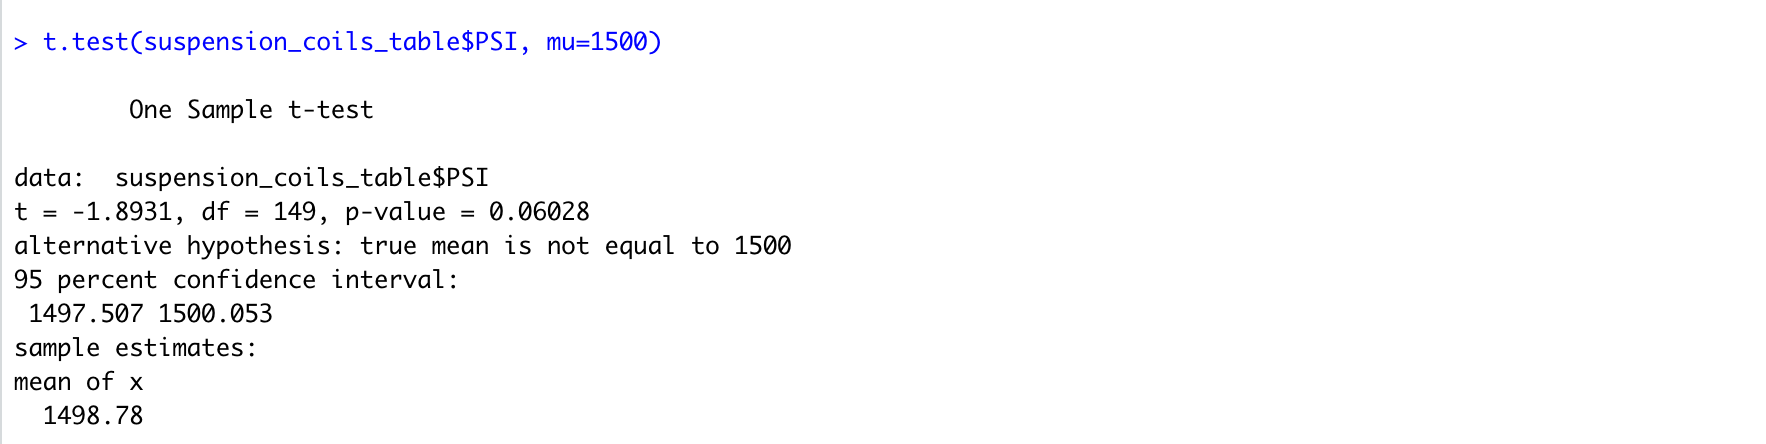 > t.test(suspension_coils_table$PSI, mu=1500)
One Sample t-test
data:  suspension_coils_table$PSI
t = -1.8931, df = 149, p-value = 0.06028
alternative hypothesis: true mean is not equal to 1500
95 percent confidence interval:
1497.507 1500.053
sample estimates:
mean of x
1498.78